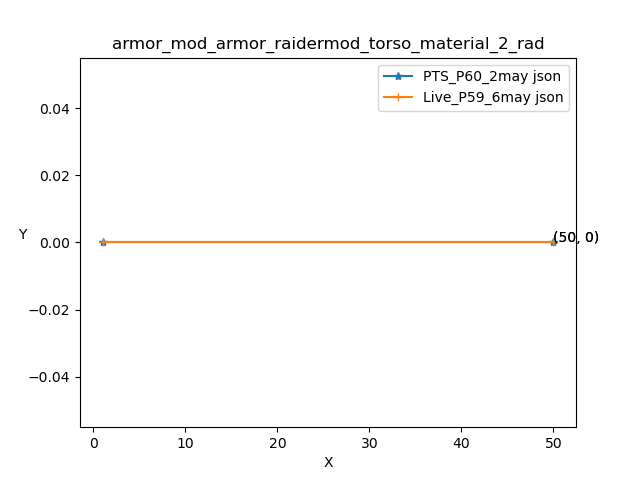 armor_mod_armor_raidermod_torso_material_2_rad
PTS_P60_2may json
Live_P59_6may json
0.04
0.02
0.00
−0.02
−0.04
Y
(50, 0)
0
10
20
30
40
50
X